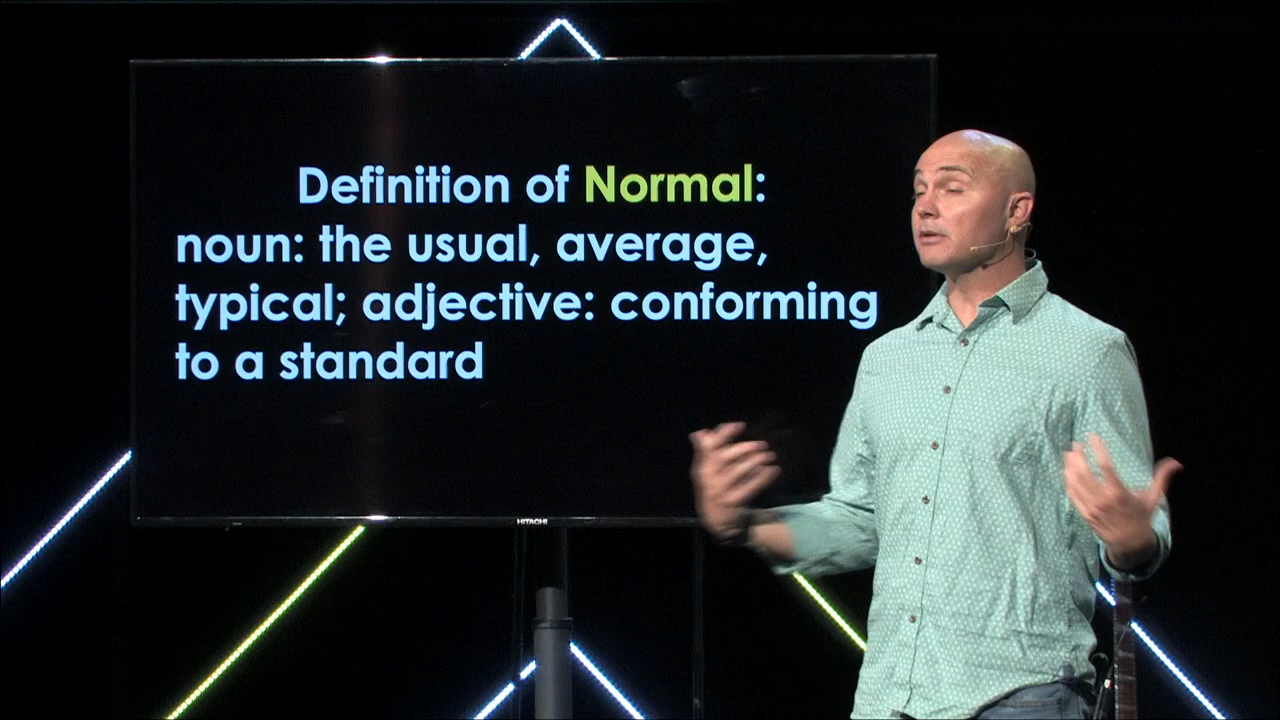 Definition of Normal:
noun: the usual, average,
typical; adjective: conforming
to a standard
HITACHI